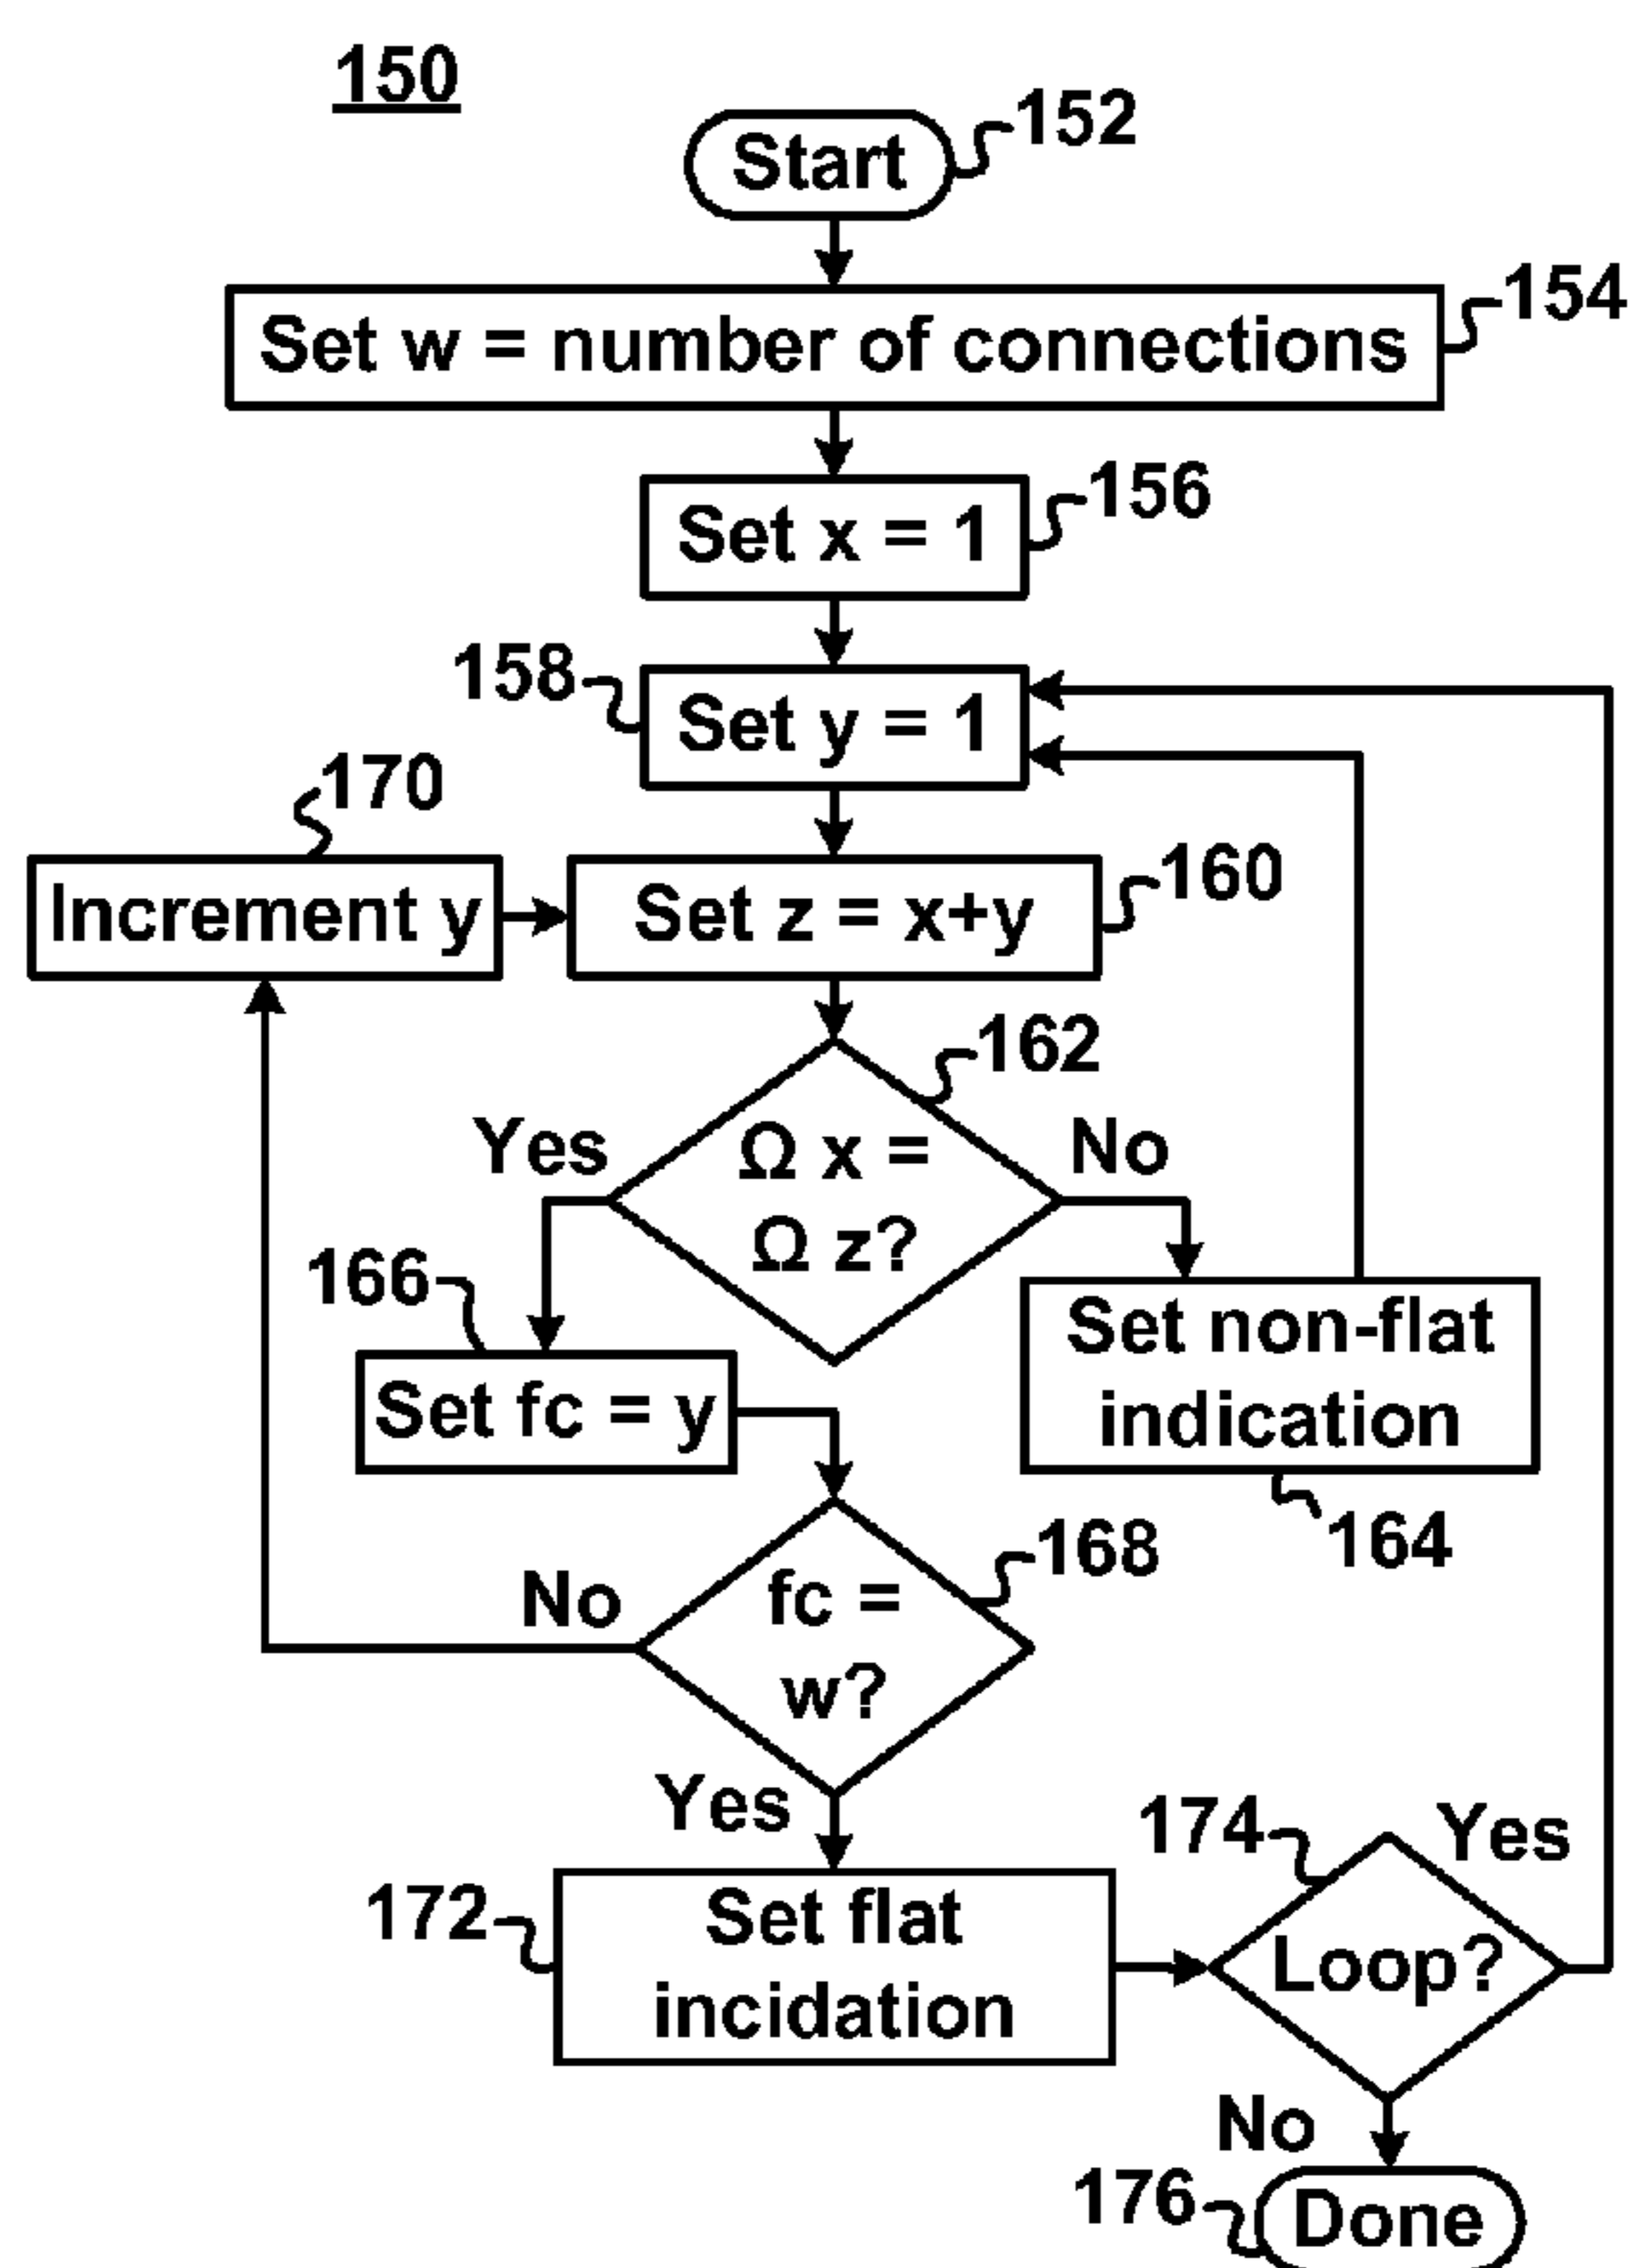 150
Start
152
Set w = number of connections
154
Set x = 1
156
158
Set y = 1
170
Increment y
Set z = x+y
160
162
Yes
Ω x =
Ω z?
No
166
Set fc = y
Set non-flat
indication
164
168
No
fc =
w?
Yes
172
Set flat
incidation
174
Loop?
Yes
No
176
Done